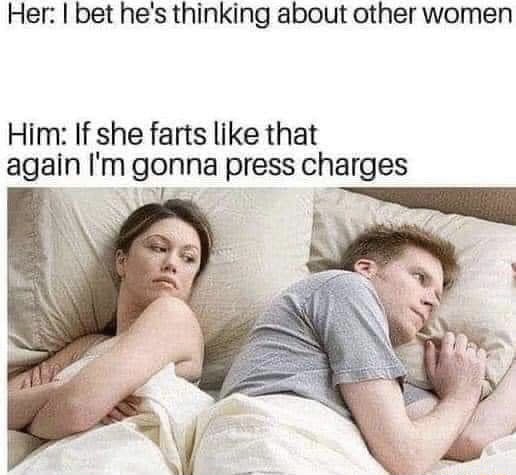 Her: I bet he's thinking about other women
Him: If she farts like that
again I'm gonna press charges